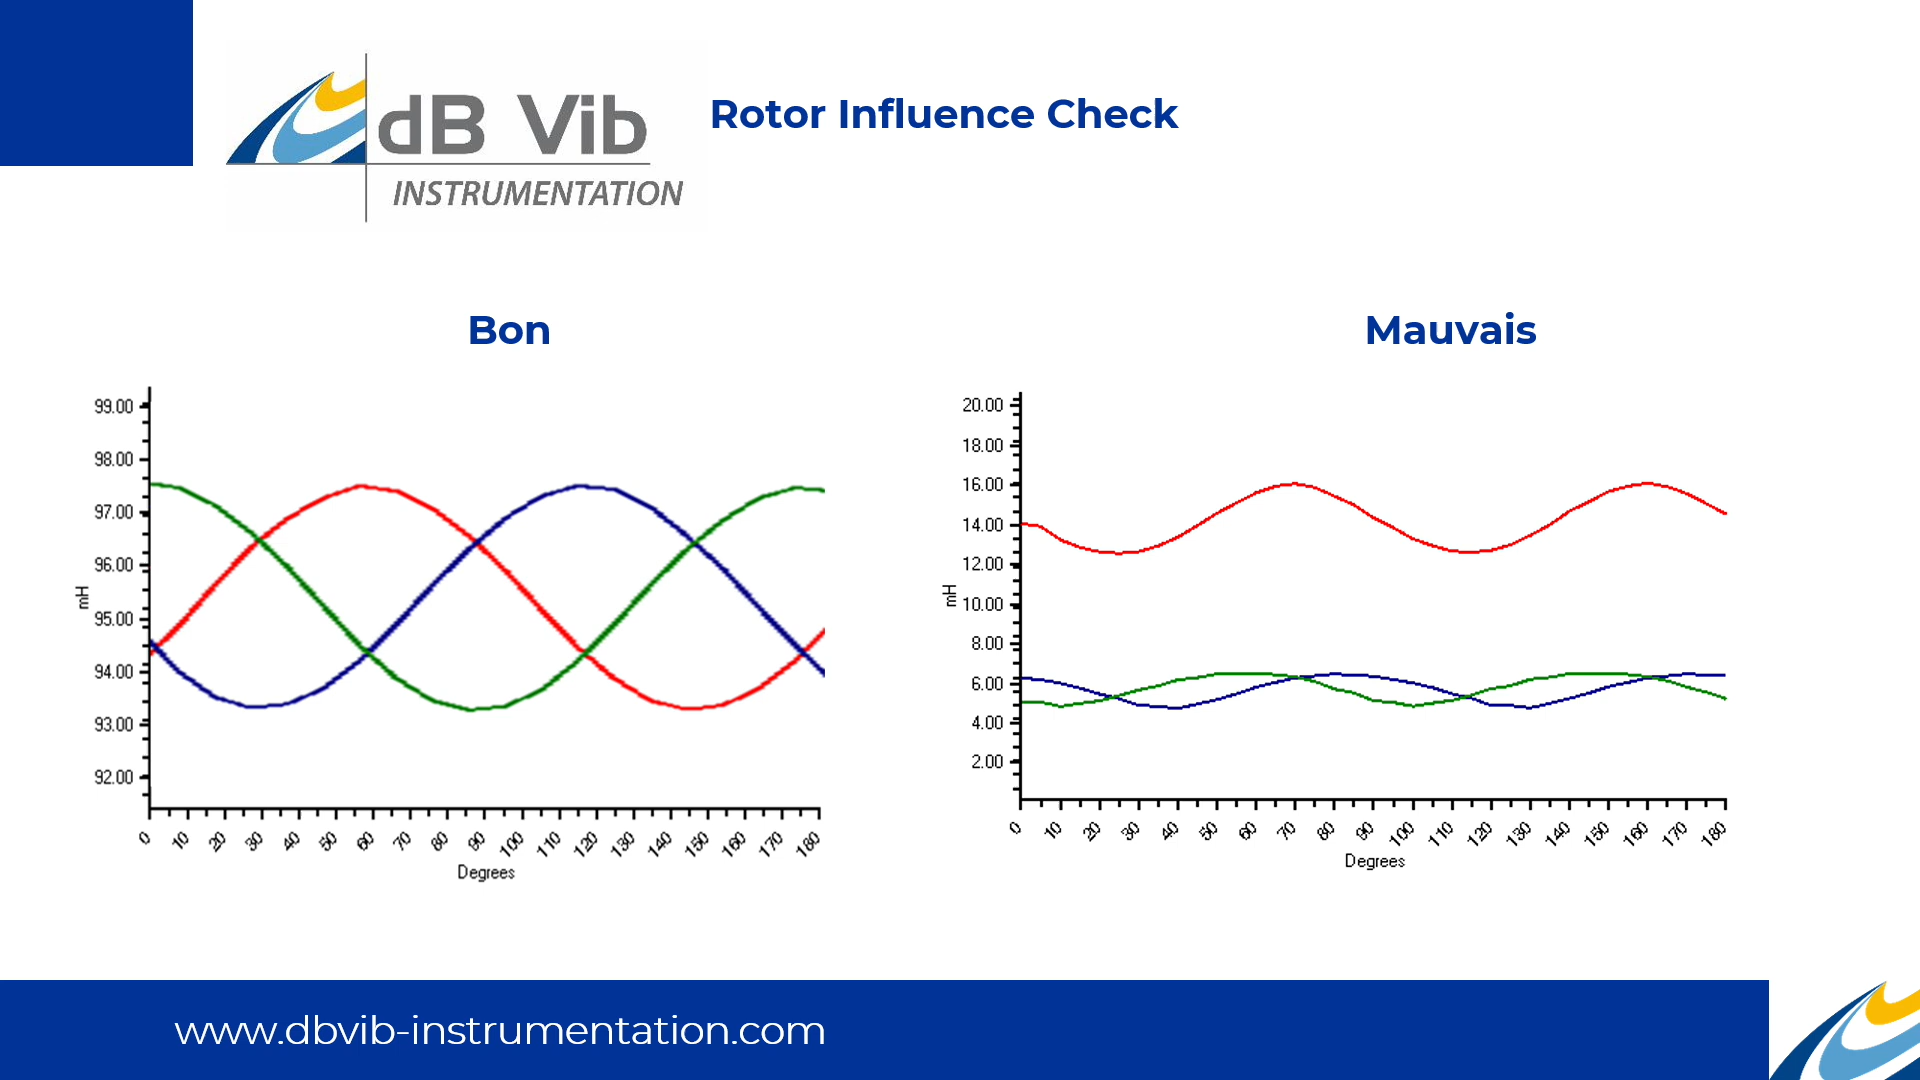 dB Vib
INSTRUMENTATION
Rotor Influence Check
Bon
99.00
98.00
97.00
96.00
95.00
94.00
93.00
92.00
mH
0 10 20 30 40 50 60 70 80 90 100 110 120 130 140 150 160 170 180
Degrees
Mauvais
20.00
18.00
16.00
14.00
12.00
10.00
8.00
6.00
4.00
2.00
mH
0 10 20 30 40 50 60 70 80 90 100 110 120 130 140 150 160 170 180
Degrees
www.dbvib-instrumentation.com